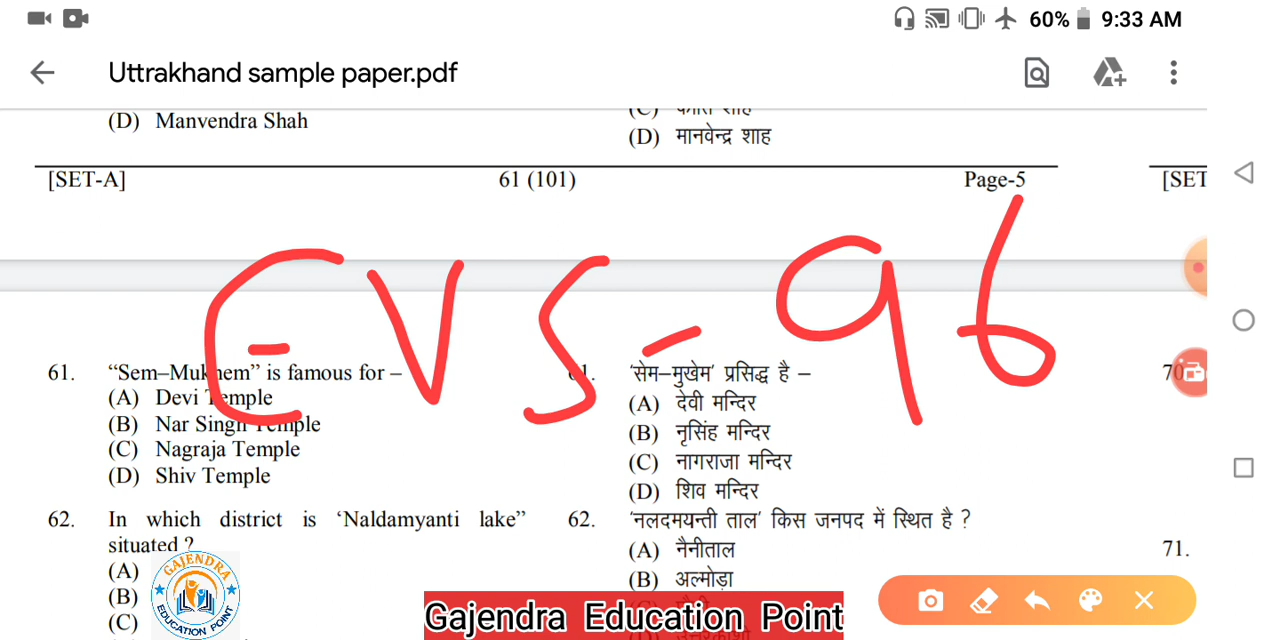 60% 9:33 AM
Uttrakhand sample paper.pdf
(D) Manvendra Shah
(D) मानवेन्द्र शाह
[SET-A] 61 (101) Page-5 [SET
EVS-96
61. “Sem–Mukhem” is famous for –
(A) Devi Temple
(B) Nar Singh Temple
(C) Nagraja Temple
(D) Shiv Temple
62. In which district is ‘Naldamyanti lake” situated ?
(A)
(B)
(C)
61. ‘सेम–मुखेम’ प्रसिद्ध है –
(A) देवी मन्दिर
(B) नृसिंह मन्दिर
(C) नागराजा मन्दिर
(D) शिव मन्दिर
62. ‘नलदमयन्ती ताल’ किस जनपद में स्थित है ?
(A) नैनीताल
(B) अल्मोड़ा
70
71.
GAJENDRA
EDUCATION POINT
Gajendra Education Point